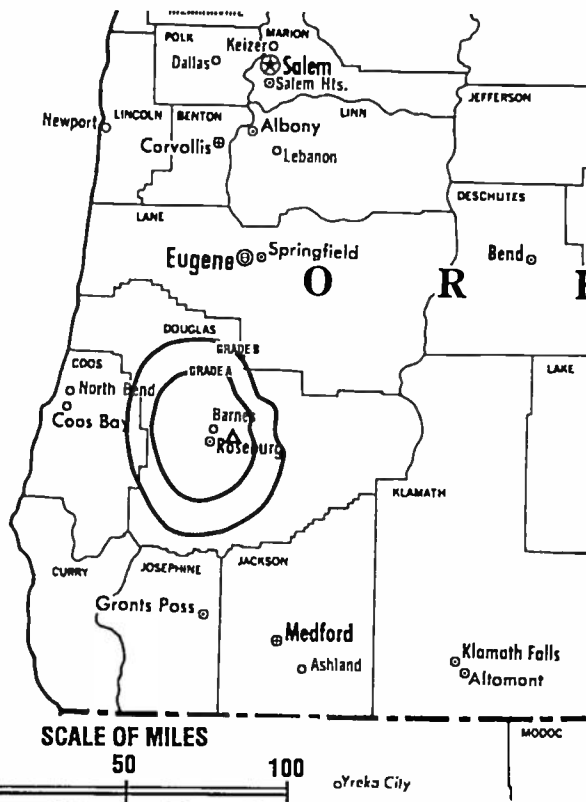 POLK
MARION
Keizer
Dallas
Salem
Salem Hts.
JEFFERSON
LINCOLN
BENTON
LINN
Newport
Albony
Corvollis
Lebanon
DESCHUTES
LANE
Eugene
Springfield
Bend
O R
DOUGLAS
GRADE B
COOS
GRADE A
LAKE
North Bend
Coos Bay
Barnes
Roseburg
KLAMATH
CURRY
JOSEPHINE
JACKSON
Gronts Poss
Medford
Ashland
Klamath Falls
Altomont
SCALE OF MILES
MODOC
50
100
Yreka City